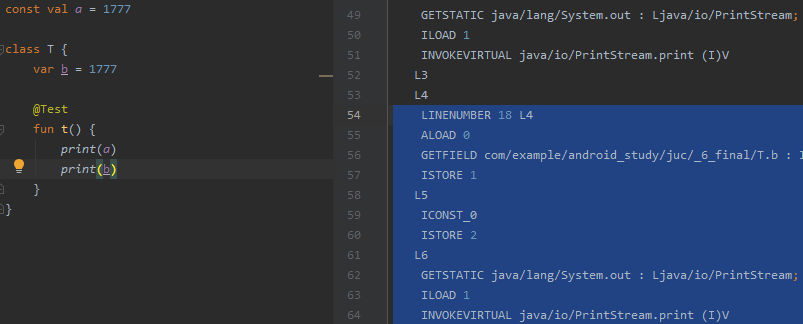 const val a = 1777
class T {
var b = 1777
@Test
fun t() {
print(a)
print(b)
}
}
49 GETSTATIC java/lang/System.out : Ljava/io/PrintStream;
50 ILOAD 1
51 INVOKEVIRTUAL java/io/PrintStream.print (I)V
52 L3
53 L4
54 LINENUMBER 18 L4
55 ALOAD 0
56 GETFIELD com/example/android_study/juc/_6_final/T.b : I
57 ISTORE 1
58 L5
59 ICONST_0
60 ISTORE 2
61 L6
62 GETSTATIC java/lang/System.out : Ljava/io/PrintStream;
63 ILOAD 1
64 INVOKEVIRTUAL java/io/PrintStream.print (I)V